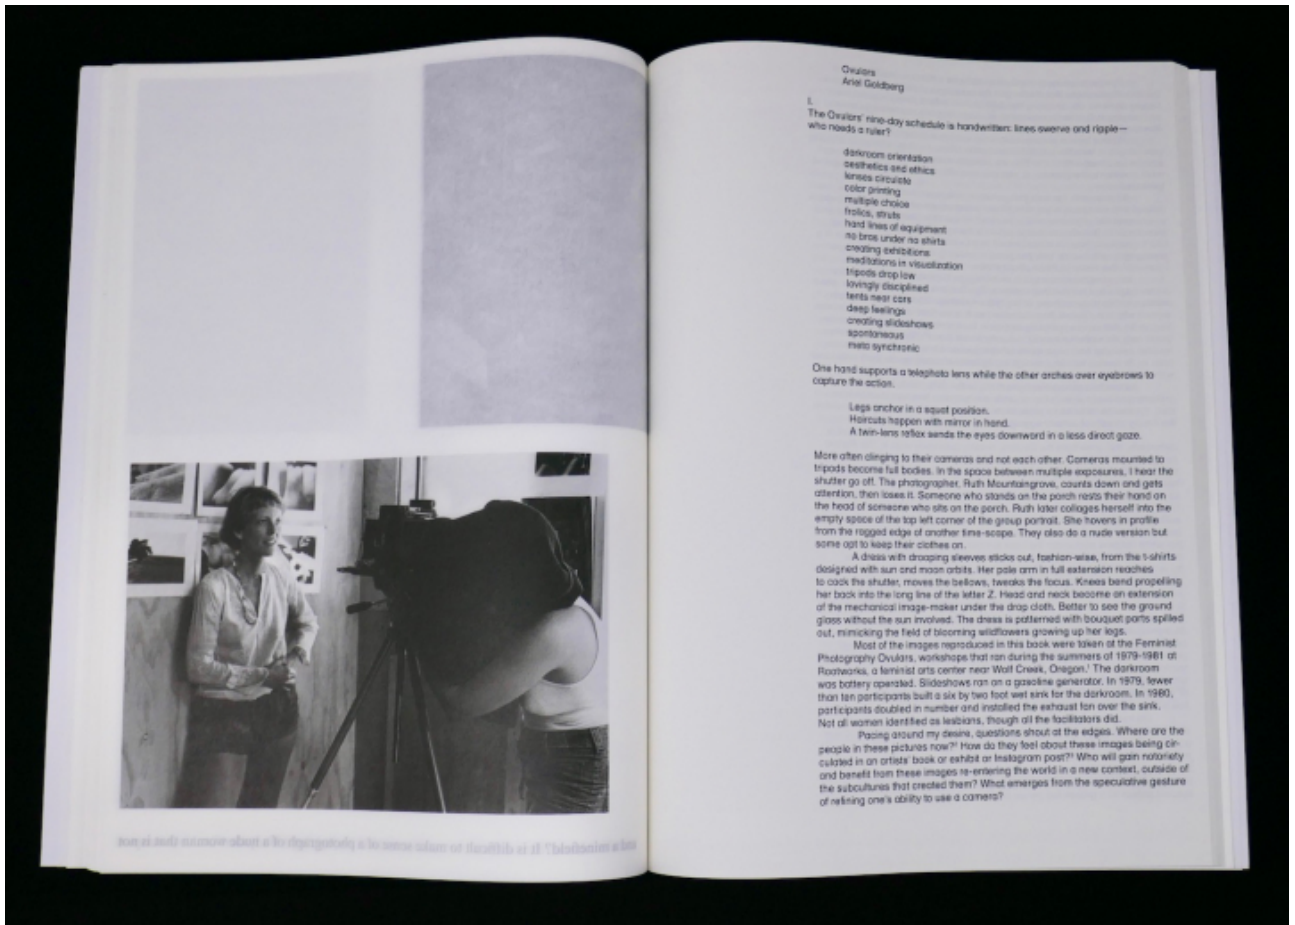 and a minefield? It is difficult to make sense of a photograph of a nude woman that is not
Ovulars
Ariel Goldberg
I.
The Ovulars' nine-day schedule is handwritten: lines swerve and ripple—
who needs a ruler?
darkroom orientation
aesthetics and ethics
lenses circulate
color printing
multiple choice
frolics, struts
hard lines of equipment
no bras under no shirts
creating exhibitions
meditations in visualization
tripods drop low
lovingly disciplined
tents near cars
deep feelings
creating slideshows
spontaneous
meta synchronic
One hand supports a telephoto lens while the other arches over eyebrows to
capture the action.
Legs anchor in a squat position.
Haircuts happen with mirror in hand.
A twin-lens reflex sends the eyes downward in a less direct gaze.
More often clinging to their cameras and not each other. Cameras mounted to
tripods become full bodies. In the space between multiple exposures, I hear the
shutter go off. The photographer, Ruth Mountaingrove, counts down and gets
attention, then loses it. Someone who stands on the porch rests their hand on
the head of someone who sits on the porch. Ruth later collages herself into the
empty space of the top left corner of the group portrait. She hovers in profile
from the ragged edge of another time-scape. They also do a nude version but
some opt to keep their clothes on.
A dress with drooping sleeves sticks out, fashion-wise, from the t-shirts
designed with sun and moon orbits. Her pale arm in full extension reaches
to cock the shutter, moves the bellows, tweaks the focus. Knees bend propelling
her back into the long line of the letter Z. Head and neck become an extension
of the mechanical image-maker under the drop cloth. Better to see the ground
glass without the sun involved. The dress is patterned with bouquet parts spilled
out, mimicking the field of blooming wildflowers growing up her legs.
Most of the images reproduced in this book were taken at the Feminist
Photography Ovulars, workshops that ran during the summers of 1979-1981 at
Rootworks, a feminist arts center near Wolf Creek, Oregon.¹ The darkroom
was battery operated. Slideshows ran on a gasoline generator. In 1979, fewer
than ten participants built a six by two foot wet sink for the darkroom. In 1980,
participants doubled in number and installed the exhaust fan over the sink.
Not all women identified as lesbians, though all the facilitators did.
Pacing around my desire, questions shout at the edges. Where are the
people in these pictures now?² How do they feel about these images being cir-
culated in an artists' book or exhibit or Instagram post?³ Who will gain notoriety
and benefit from these images re-entering the world in a new context, outside of
the subcultures that created them? What emerges from the speculative gesture
of refining one's ability to use a camera?